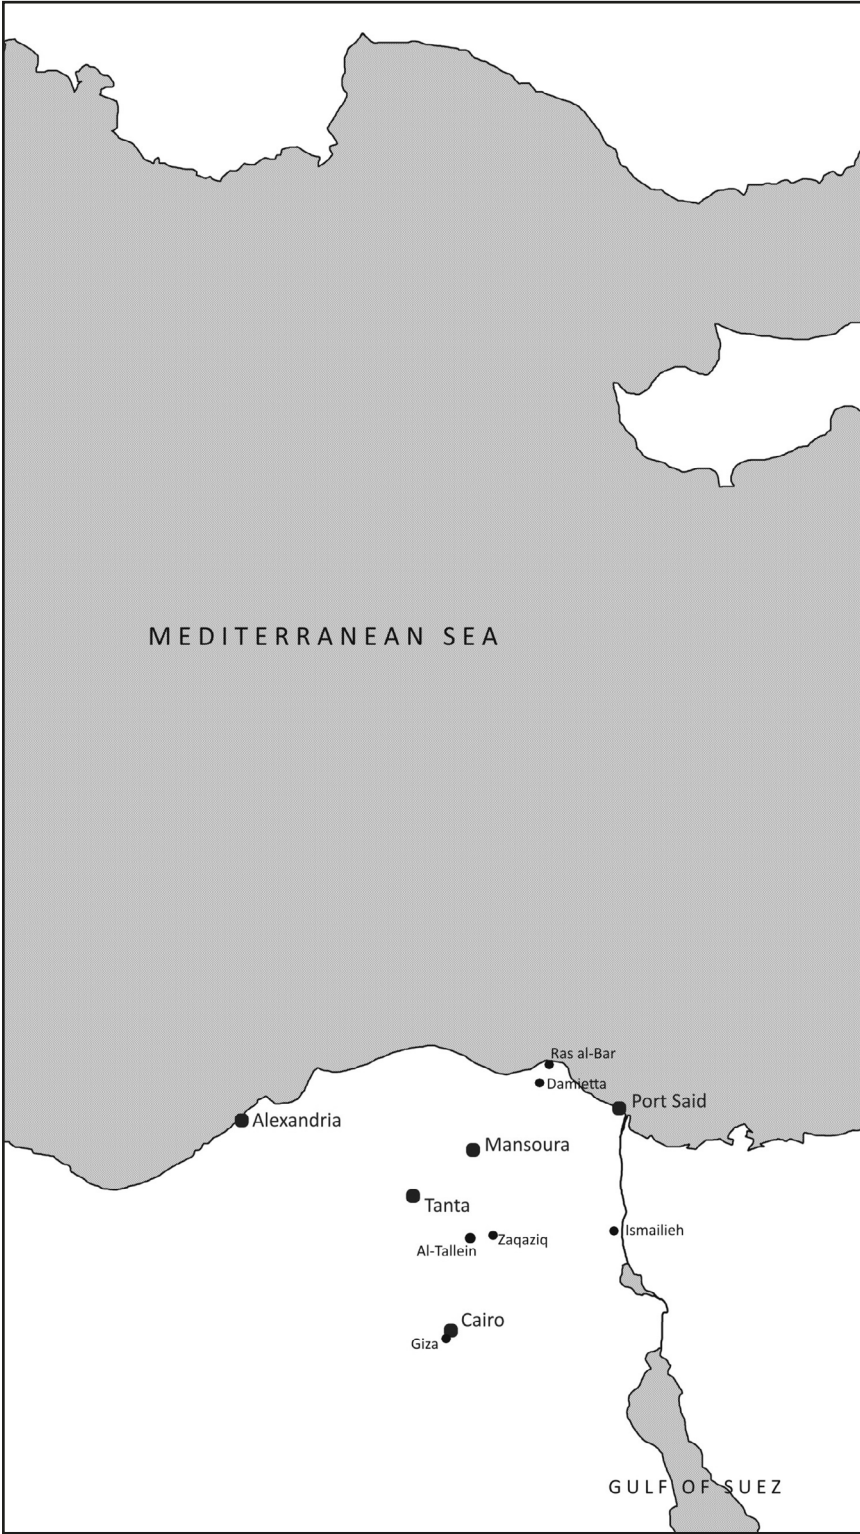 MEDITERRANEAN SEA
Ras al-Bar
Damietta
Port Said
Alexandria
Mansoura
Tanta
Ismailieh
Zaqaziq
Al-Tallein
Cairo
Giza
GULF OF SUEZ